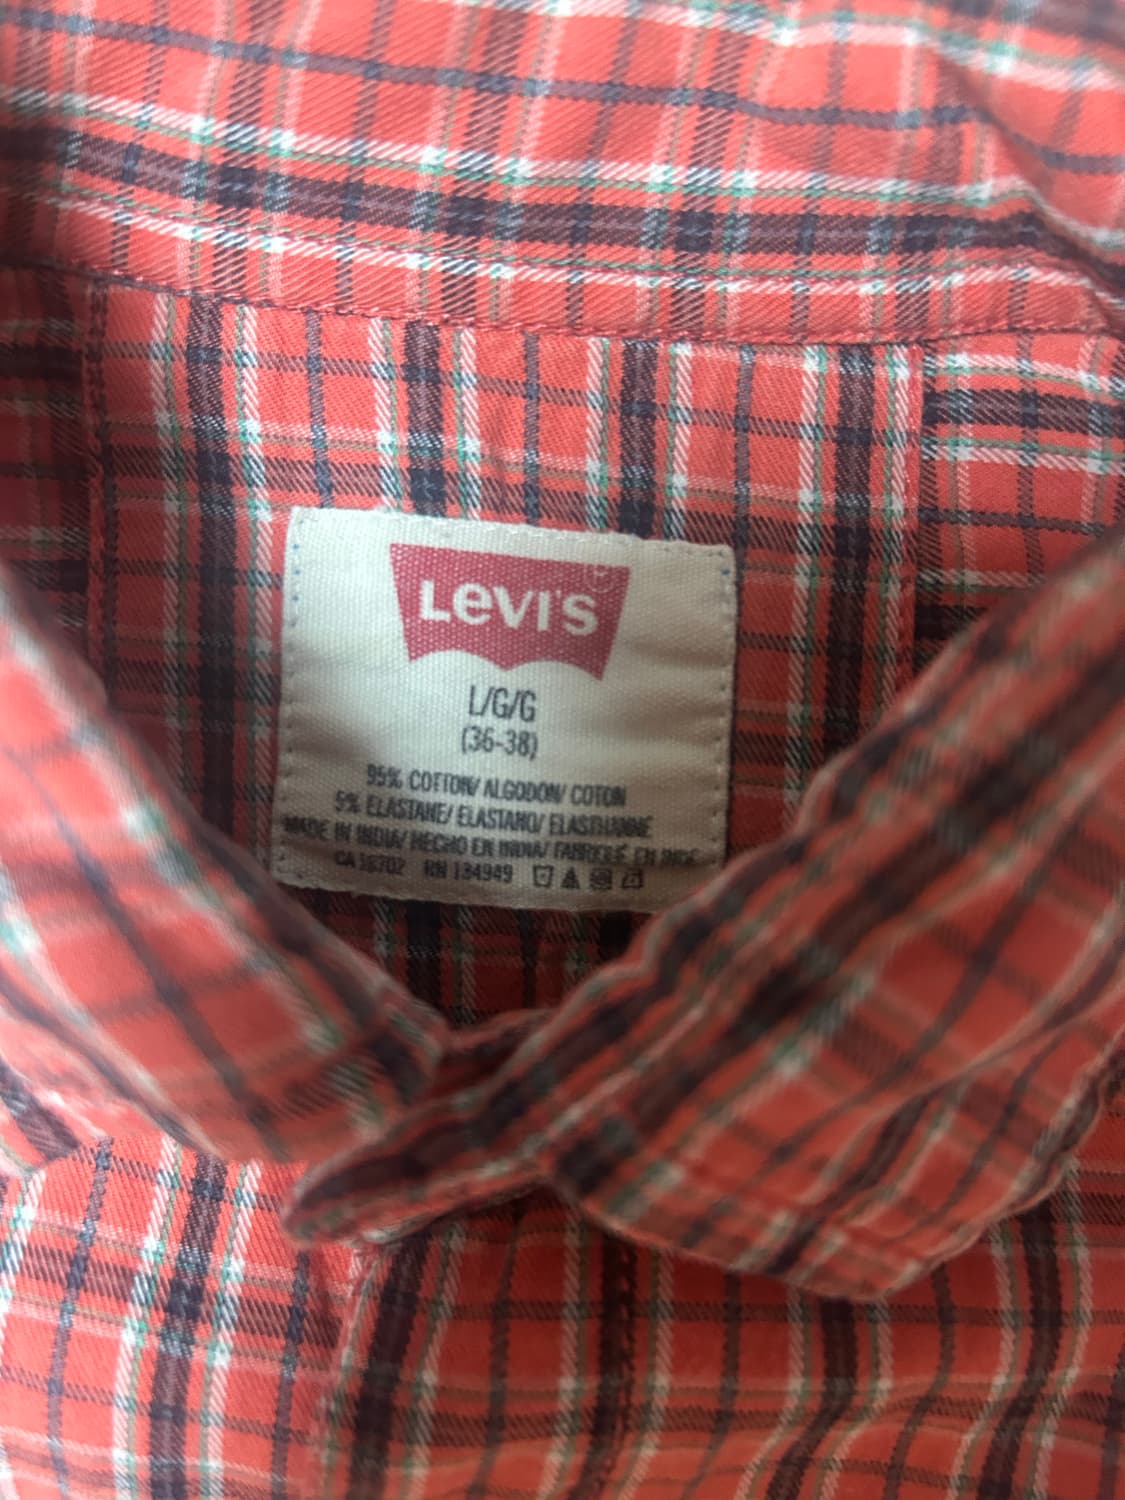 Levi's
L/G/G
(36-38)
95% COTTON/ ALGODON/ COTON
5% ELASTANE/ ELASTANO/ ELASTHANNE
MADE IN INDIA/ HECHO EN INDIA/ FABRIQUÉ EN INDE
CA 16702 RN 134949